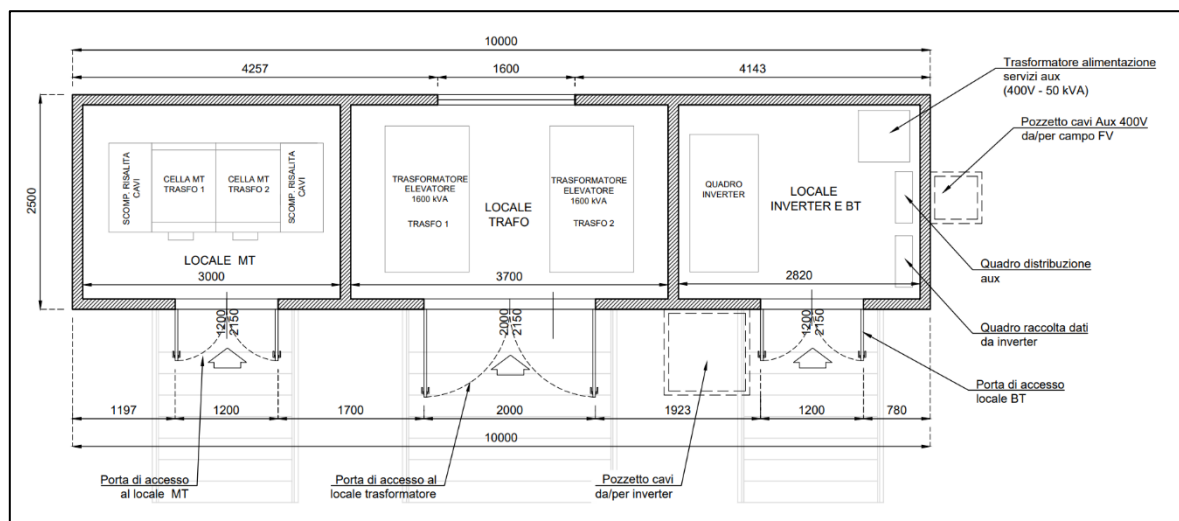 10000
4257
1600
4143
2500
SCOMP. RISALITA
CAVI
CELLA MT
TRASFO 1
CELLA MT
TRASFO 2
SCOMP. RISALITA
CAVI
LOCALE MT
3000
TRASFORMATORE
ELEVATORE
1600 kVA
TRASFO 1
LOCALE
TRAFO
TRASFORMATORE
ELEVATORE
1600 kVA
TRASFO 2
3700
QUADRO
INVERTER
LOCALE
INVERTER E BT
2820
Trasformatore alimentazione
servizi aux
(400V - 50 kVA)
Pozzetto cavi Aux 400V
da/per campo FV
Quadro distribuzione
aux
Quadro raccolta dati
da inverter
Porta di accesso
locale BT
1200
2150
2000
2150
1200
2150
1197
1200
1700
2000
1923
1200
780
10000
Porta di accesso
al locale MT
Porta di accesso al
locale trasformatore
Pozzetto cavi
da/per inverter